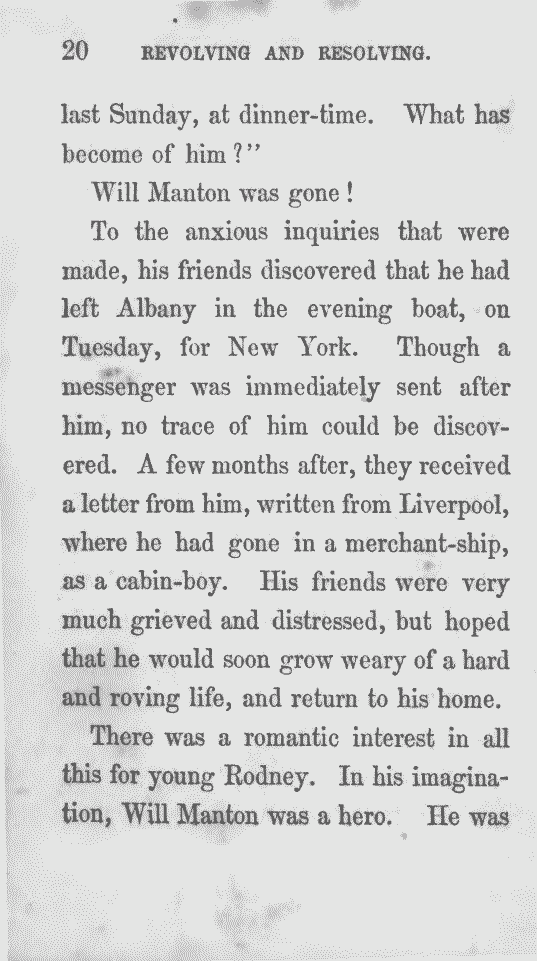 20 REVOLVING AND RESOLVING.
last Sunday, at dinner-time. What has
become of him?"
Will Manton was gone!
To the anxious inquiries that were
made, his friends discovered that he had
left Albany in the evening boat, on
Tuesday, for New York. Though a
messenger was immediately sent after
him, no trace of him could be discov-
ered. A few months after, they received
a letter from him, written from Liverpool,
where he had gone in a merchant-ship,
as a cabin-boy. His friends were very
much grieved and distressed, but hoped
that he would soon grow weary of a hard
and roving life, and return to his home.
There was a romantic interest in all
this for young Rodney. In his imagina-
tion, Will Manton was a hero. He was